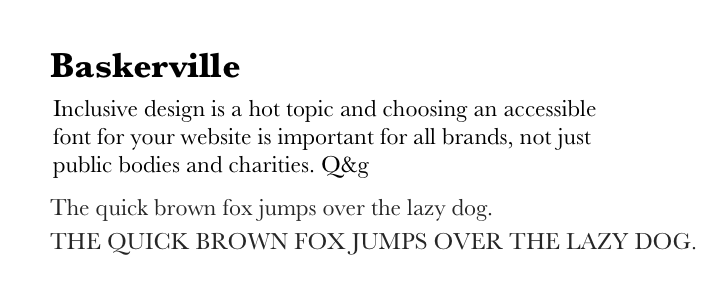 Baskerville
Inclusive design is a hot topic and choosing an accessible
font for your website is important for all brands, not just
public bodies and charities. Q&g
The quick brown fox jumps over the lazy dog.
THE QUICK BROWN FOX JUMPS OVER THE LAZY DOG.